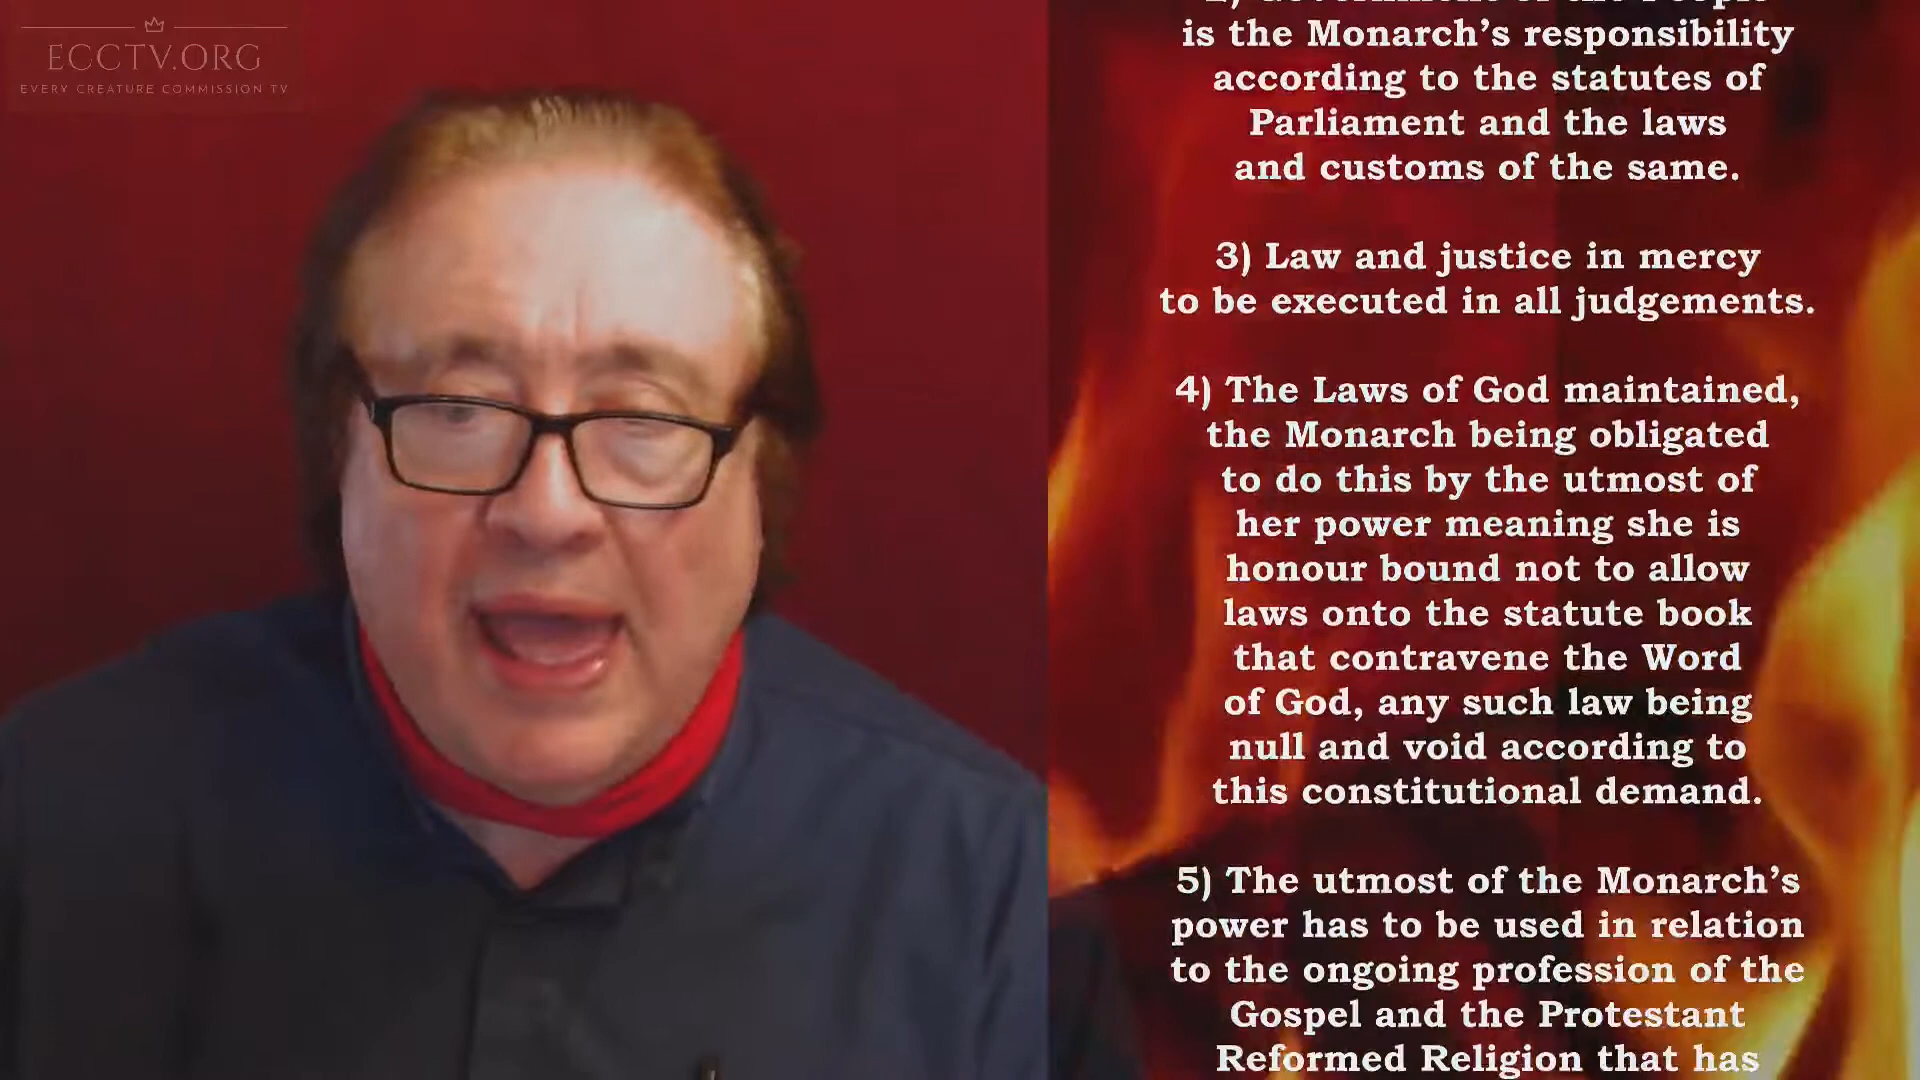 ECCTV.ORG
EVERY CREATURE COMMISSION TV
2) Government of the People
is the Monarch's responsibility
according to the statutes of
Parliament and the laws
and customs of the same.
3) Law and justice in mercy
to be executed in all judgements.
4) The Laws of God maintained,
the Monarch being obligated
to do this by the utmost of
her power meaning she is
honour bound not to allow
laws onto the statute book
that contravene the Word
of God, any such law being
null and void according to
this constitutional demand.
5) The utmost of the Monarch's
power has to be used in relation
to the ongoing profession of the
Gospel and the Protestant
Reformed Religion that has